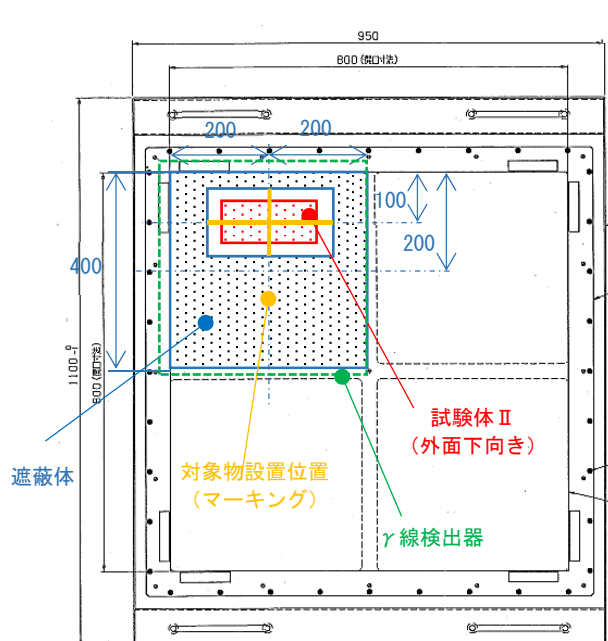 950
800 (開口寸法)
200
200
100
200
400
1100 -0/-1
800 (開口寸法)
試験体Ⅱ
（外面下向き）
遮蔽体
対象物設置位置
（マーキング）
γ線検出器